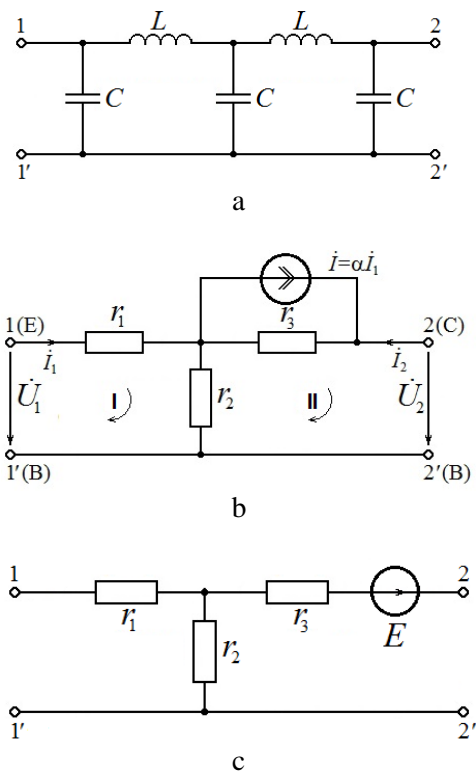 1 L L 2
C C C
1′ 2′
a
İ=αİ₁
1(E) r₁ r₃ 2(C)
İ₁ İ₂
U̇₁ I r₂ II U̇₂
1′(B) 2′(B)
b
1 2
r₁ r₃ E
r₂
1′ 2′
c